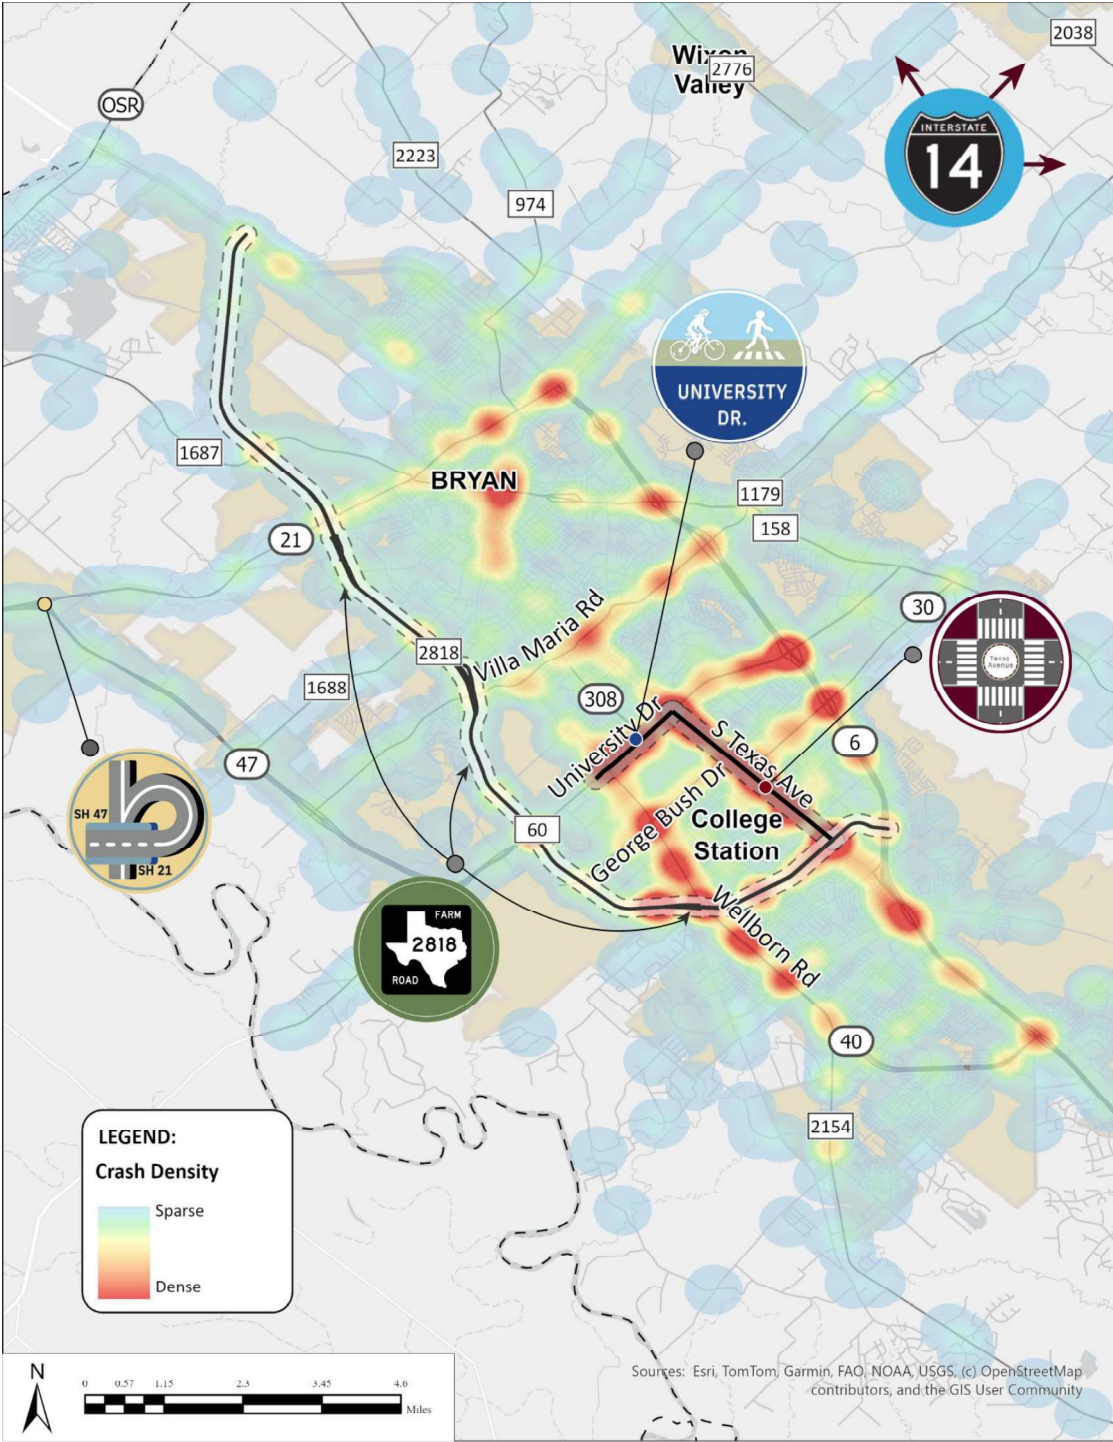 2038
Wixon
2776
Valley
OSR
INTERSTATE
14
2223
974
UNIVERSITY
DR.
1687
BRYAN
1179
158
21
30
Texas
Avenue
2818
Villa Maria Rd
1688
308
University Dr
S Texas Ave
6
47
George Bush Dr
College
Station
SH 47
SH 21
60
FARM
2818
ROAD
Wellborn Rd
40
2154
LEGEND:
Crash Density
Sparse
Dense
N
0 0.57 1.15 2.3 3.45 4.6
Miles
Sources: Esri, TomTom, Garmin, FAO, NOAA, USGS, (c) OpenStreetMap
contributors, and the GIS User Community